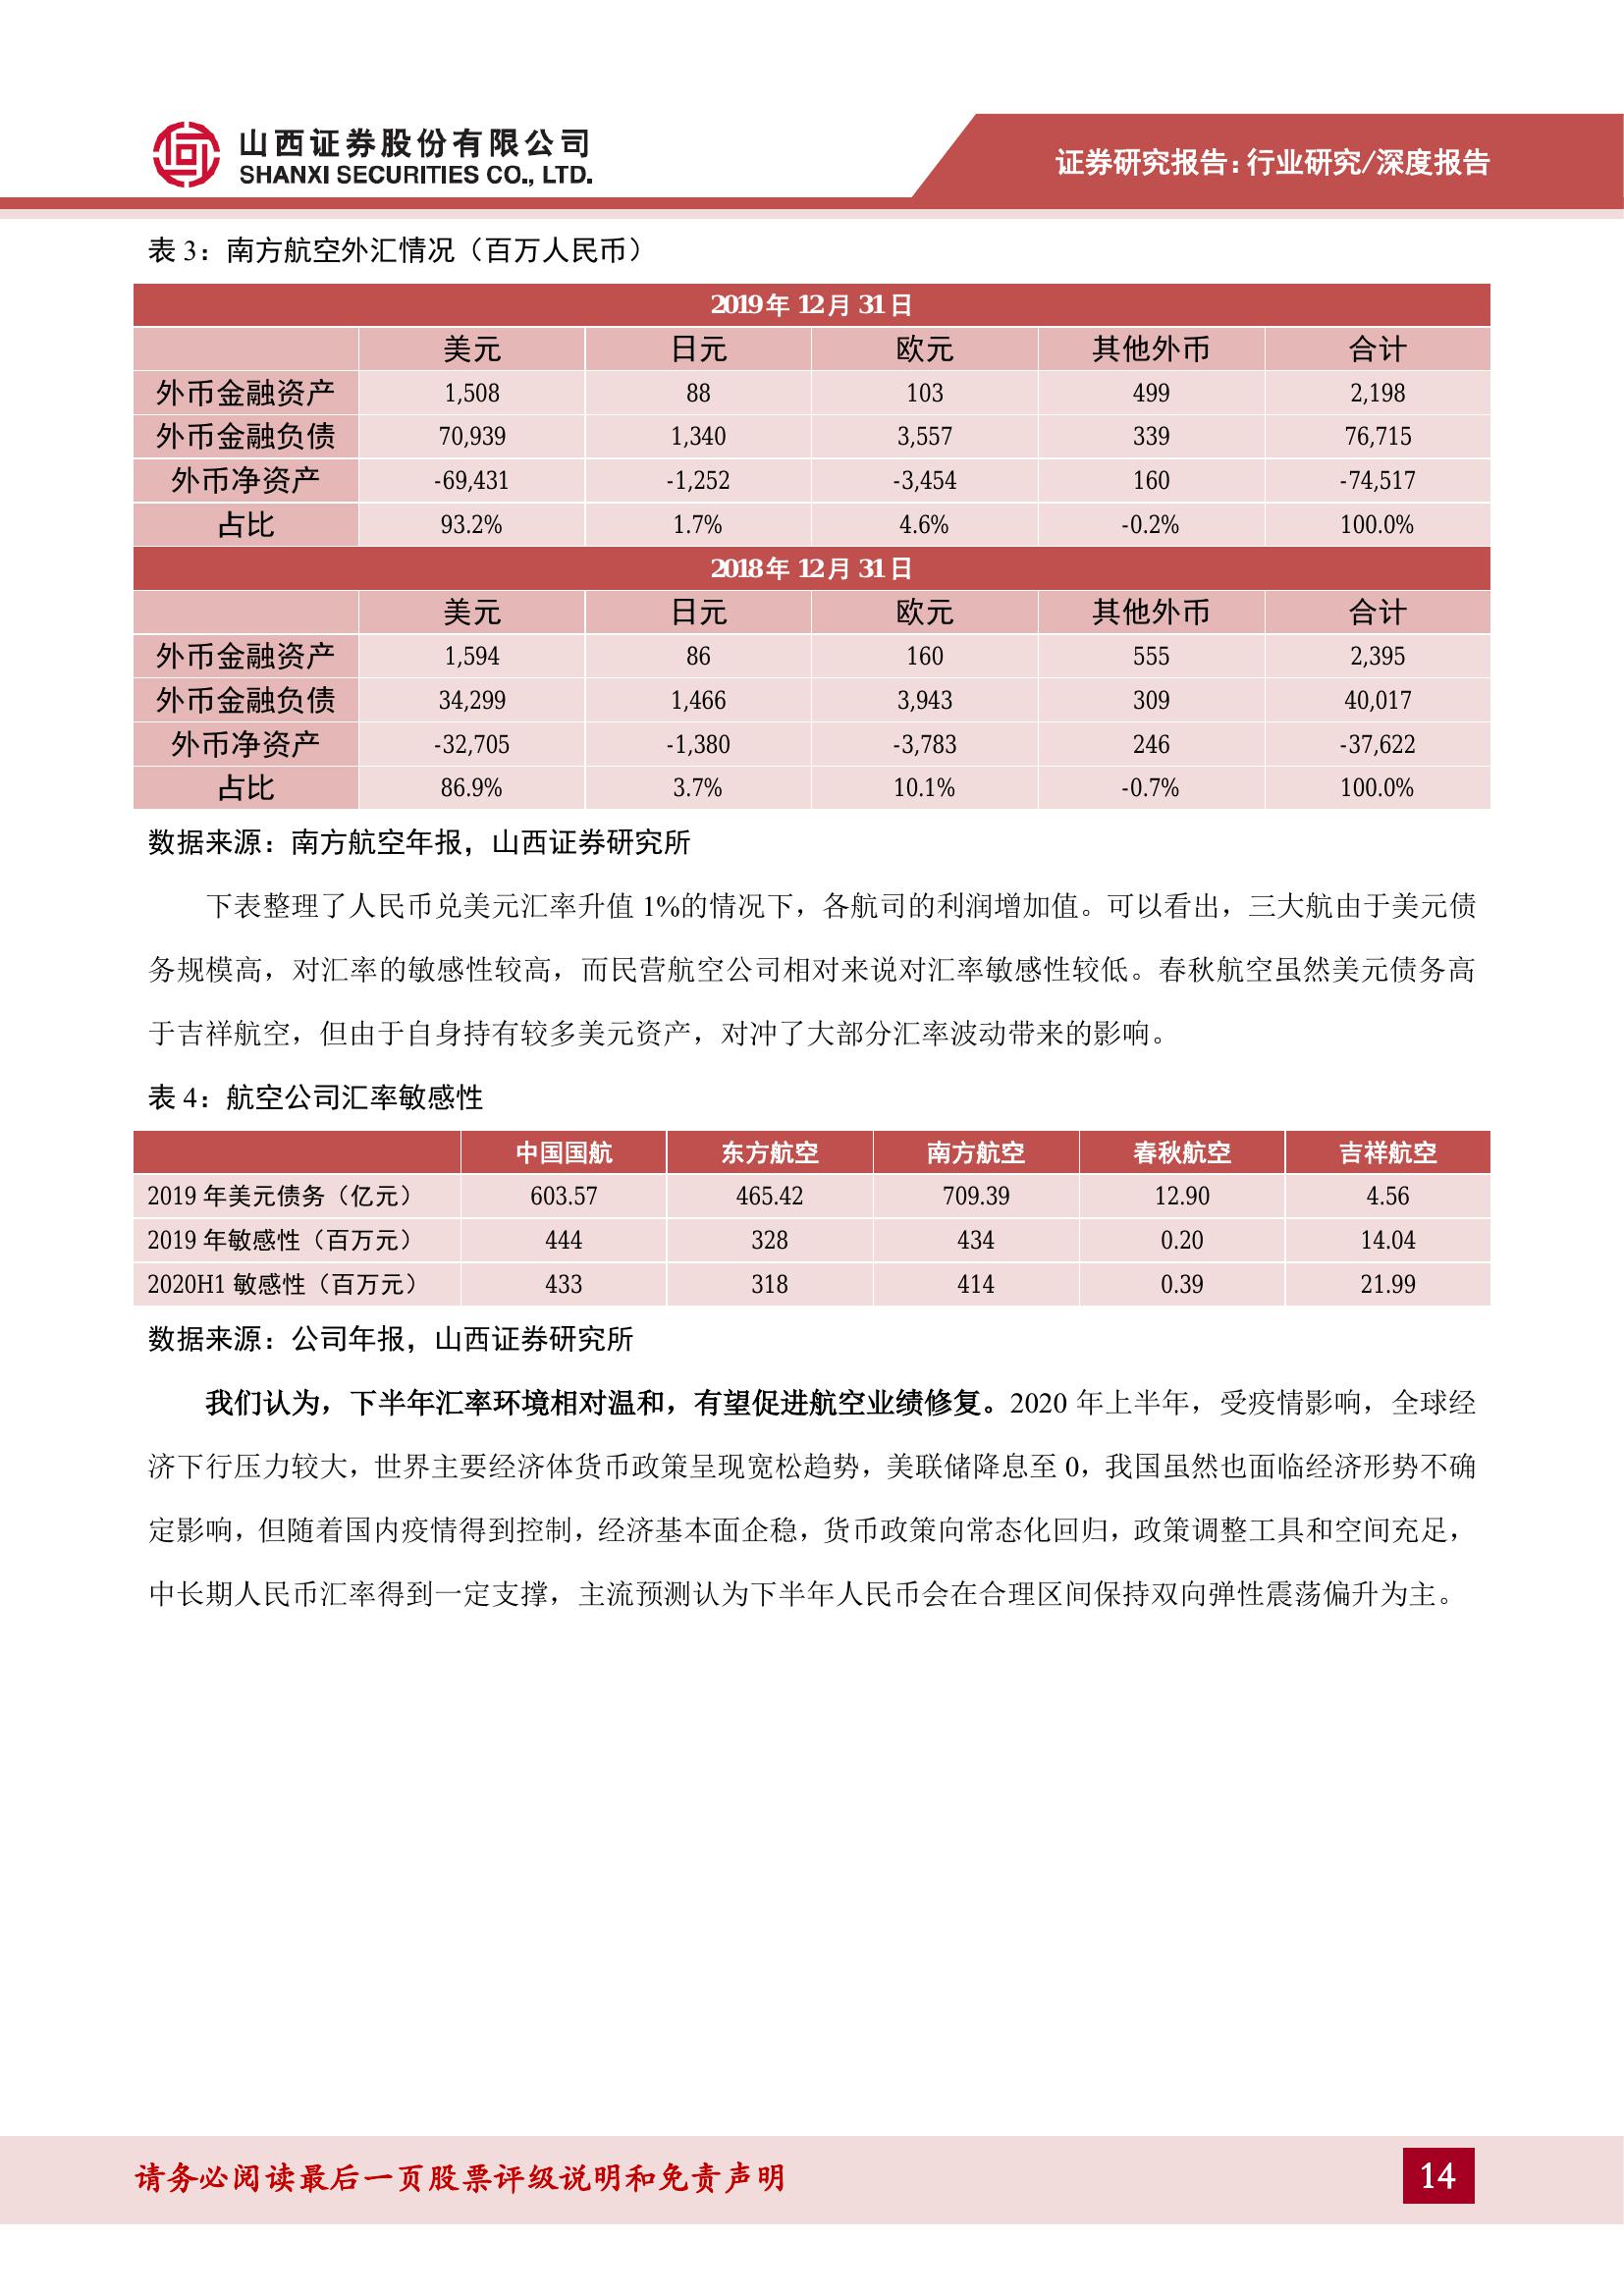 山西证券股份有限公司
SHANXI SECURITIES CO., LTD.
证券研究报告：行业研究/深度报告
表 3：南方航空外汇情况（百万人民币）
2019 年 12 月 31 日
美元 日元 欧元 其他外币 合计
外币金融资产 1,508 88 103 499 2,198
外币金融负债 70,939 1,340 3,557 339 76,715
外币净资产 -69,431 -1,252 -3,454 160 -74,517
占比 93.2% 1.7% 4.6% -0.2% 100.0%
2018 年 12 月 31 日
美元 日元 欧元 其他外币 合计
外币金融资产 1,594 86 160 555 2,395
外币金融负债 34,299 1,466 3,943 309 40,017
外币净资产 -32,705 -1,380 -3,783 246 -37,622
占比 86.9% 3.7% 10.1% -0.7% 100.0%
数据来源：南方航空年报，山西证券研究所
下表整理了人民币兑美元汇率升值 1%的情况下，各航司的利润增加值。可以看出，三大航由于美元债
务规模高，对汇率的敏感性较高，而民营航空公司相对来说对汇率敏感性较低。春秋航空虽然美元债务高
于吉祥航空，但由于自身持有较多美元资产，对冲了大部分汇率波动带来的影响。
表 4：航空公司汇率敏感性
中国国航 东方航空 南方航空 春秋航空 吉祥航空
2019 年美元债务（亿元） 603.57 465.42 709.39 12.90 4.56
2019 年敏感性（百万元） 444 328 434 0.20 14.04
2020H1 敏感性（百万元） 433 318 414 0.39 21.99
数据来源：公司年报，山西证券研究所
我们认为，下半年汇率环境相对温和，有望促进航空业绩修复。2020 年上半年，受疫情影响，全球经
济下行压力较大，世界主要经济体货币政策呈现宽松趋势，美联储降息至 0，我国虽然也面临经济形势不确
定影响，但随着国内疫情得到控制，经济基本面企稳，货币政策向常态化回归，政策调整工具和空间充足，
中长期人民币汇率得到一定支撑，主流预测认为下半年人民币会在合理区间保持双向弹性震荡偏升为主。
请务必阅读最后一页股票评级说明和免责声明
14